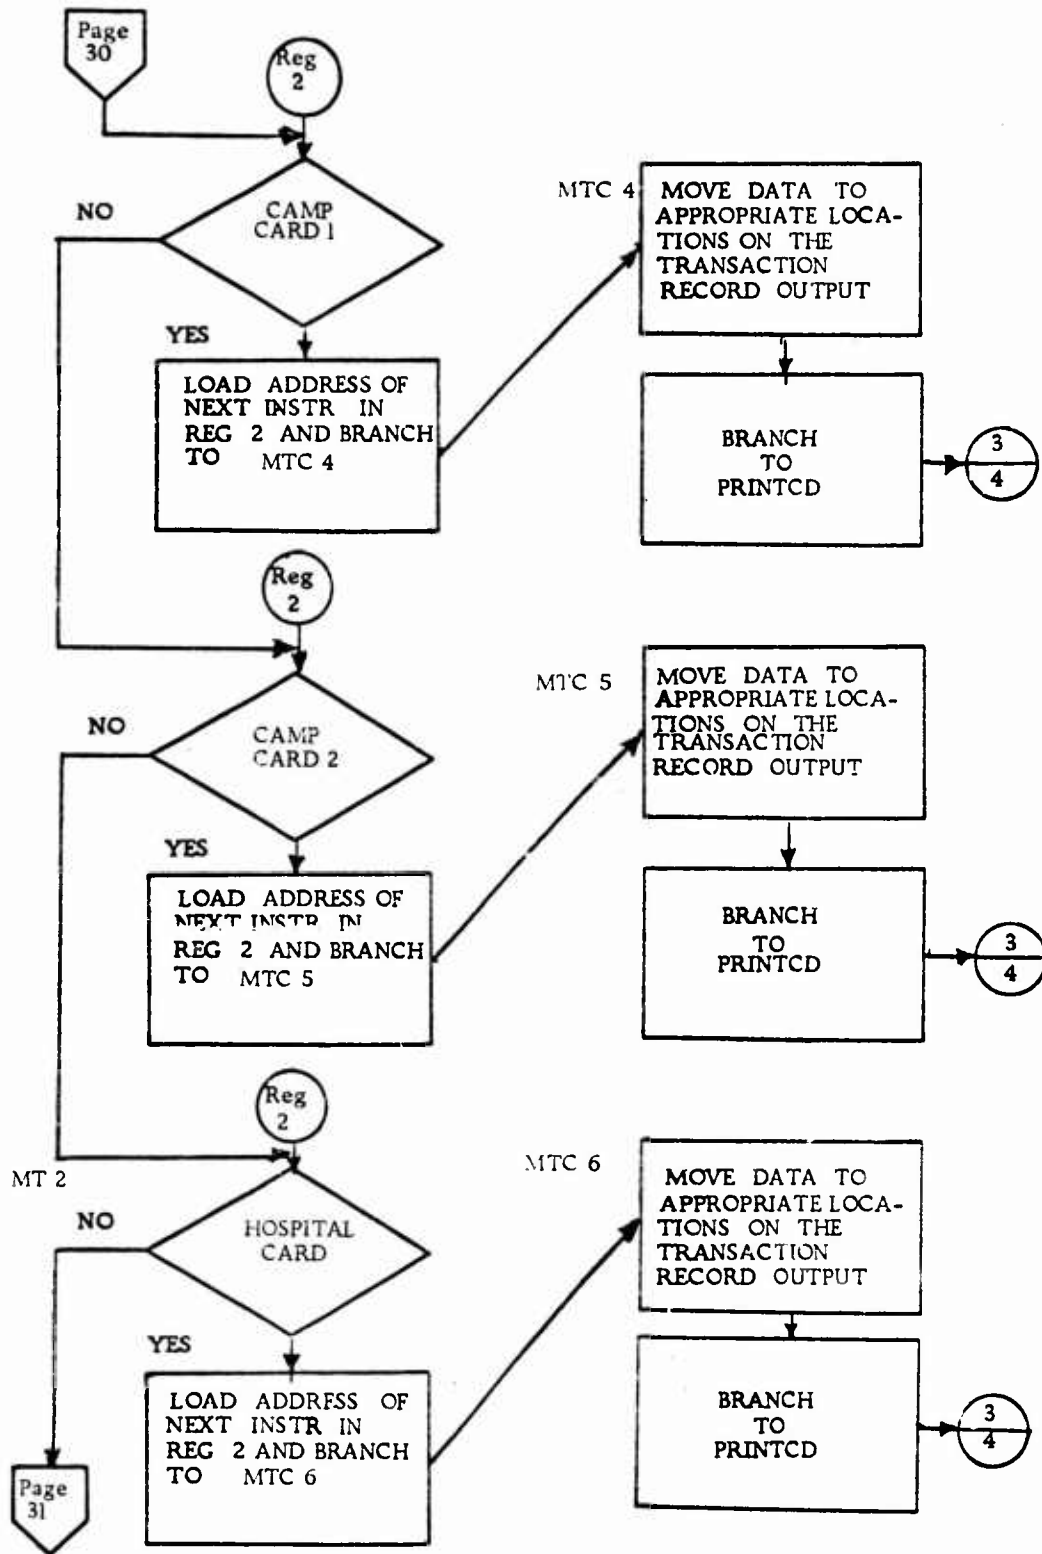 Page
30
Reg
2
NO
CAMP
CARD 1
YES
LOAD ADDRESS OF
NEXT INSTR IN
REG 2 AND BRANCH
TO MTC 4
MTC 4
MOVE DATA TO
APPROPRIATE LOCA-
TIONS ON THE
TRANSACTION
RECORD OUTPUT
BRANCH
TO
PRINTCD
3
4
Reg
2
NO
CAMP
CARD 2
YES
LOAD ADDRESS OF
NEXT INSTR IN
REG 2 AND BRANCH
TO MTC 5
MTC 5
MOVE DATA TO
APPROPRIATE LOCA-
TIONS ON THE
TRANSACTION
RECORD OUTPUT
BRANCH
TO
PRINTCD
3
4
Reg
2
MT 2
NO
HOSPITAL
CARD
YES
LOAD ADDRESS OF
NEXT INSTR IN
REG 2 AND BRANCH
TO MTC 6
MTC 6
MOVE DATA TO
APPROPRIATE LOCA-
TIONS ON THE
TRANSACTION
RECORD OUTPUT
BRANCH
TO
PRINTCD
3
4
Page
31